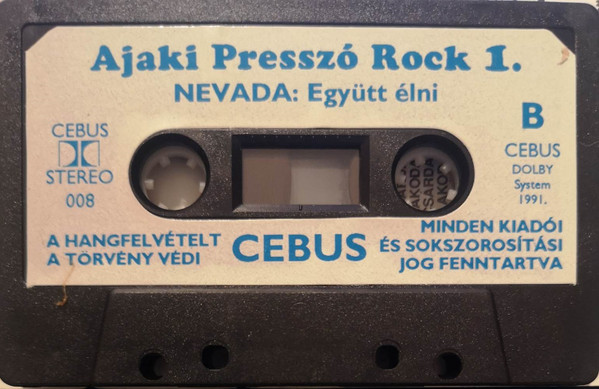 Ajaki Presszó Rock 1.
NEVADA: Együtt élni
CEBUS
STEREO
008
B
CEBUS
DOLBY
System
1991.
A HANGFELVÉTELT
A TÖRVÉNY VÉDI
CEBUS
MINDEN KIADÓI
ÉS SOKSZOROSÍTÁSI
JOG FENNTARTVA